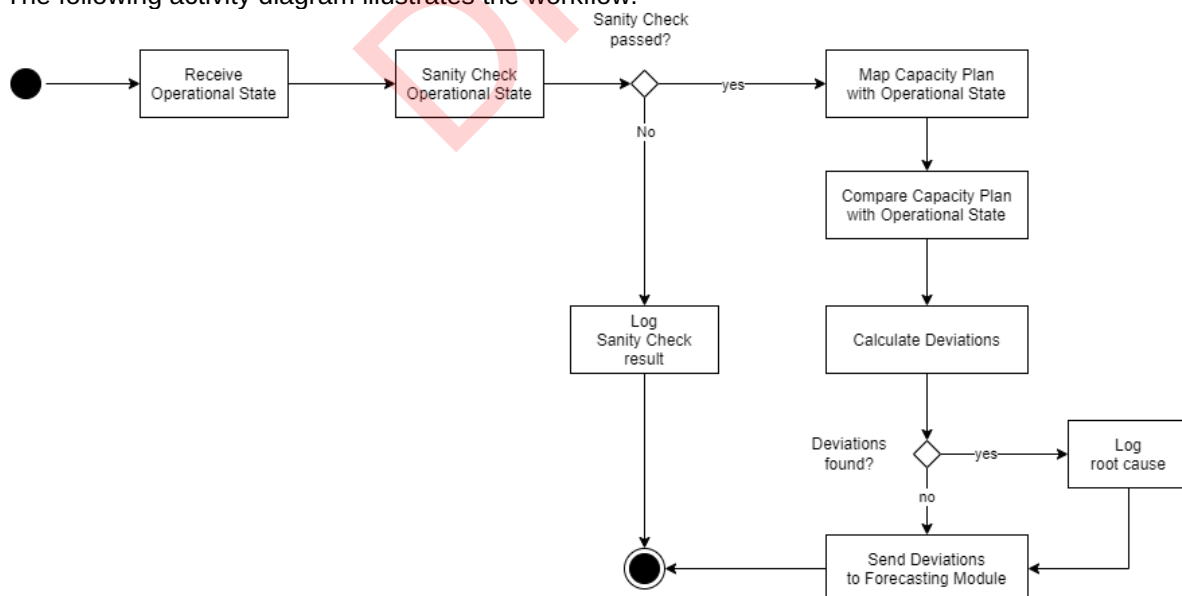 The following activity diagram illustrates the workflow:
Sanity Check
passed?
Receive
Operational State
Sanity Check
Operational State
yes
Map Capacity Plan
with Operational State
No
Compare Capacity Plan
with Operational State
Log
Sanity Check
result
Calculate Deviations
Deviations
found?
yes
Log
root cause
no
Send Deviations
to Forecasting Module